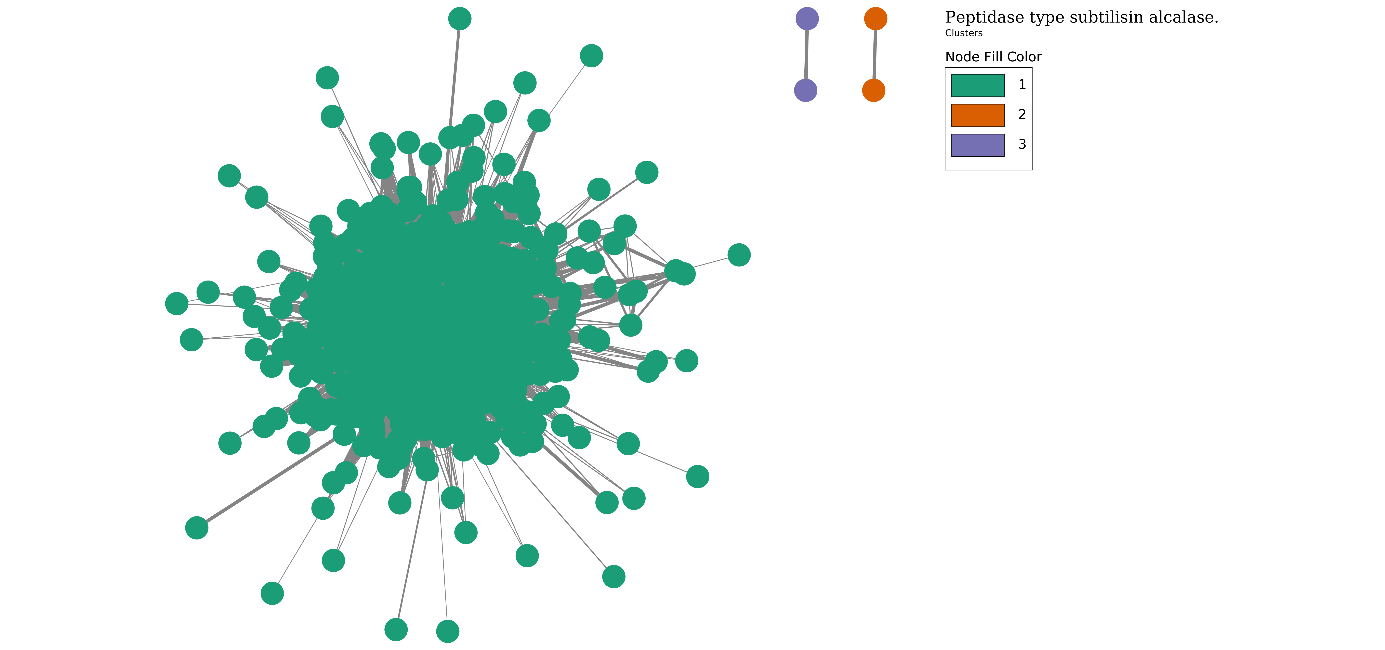 Peptidase type subtilisin alcalase.
Clusters
Node Fill Color
1
2
3